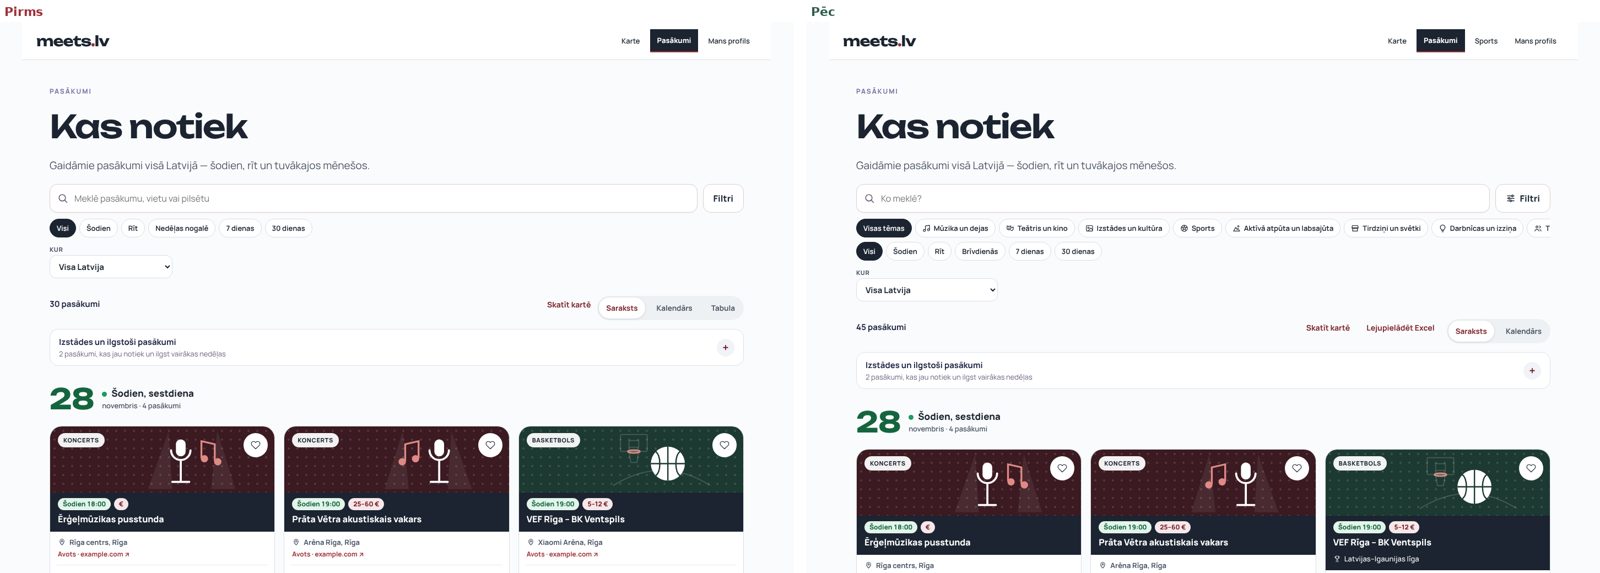 Pirms
meets.lv
Karte Pasākumi Mans profils
PASĀKUMI
Kas notiek
Gaidāmie pasākumi visā Latvijā — šodien, rīt un tuvākajos mēnešos.
Meklē pasākumu, vietu vai pilsētu
Filtri
Visi Šodien Rīt Nedēļas nogalē 7 dienas 30 dienas
KUR
Visa Latvija
30 pasākumi
Skatīt kartē Saraksts Kalendārs Tabula
Izstādes un ilgstoši pasākumi
2 pasākumi, kas jau notiek un ilgst vairākas nedēļas
+
28 Šodien, sestdiena
novembris · 4 pasākumi
KONCERTS
Šodien 18:00 €
Ērģeļmūzikas pusstunda
Rīga centrs, Rīga
Avots · example.com ↗
KONCERTS
Šodien 19:00 25–60 €
Prāta Vētra akustiskais vakars
Arēna Rīga, Rīga
Avots · example.com ↗
BASKETBOLS
Šodien 19:00 5–12 €
VEF Rīga – BK Ventspils
Xiaomi Arēna, Rīga
Avots · example.com ↗
Pēc
meets.lv
Karte Pasākumi Sports Mans profils
PASĀKUMI
Kas notiek
Gaidāmie pasākumi visā Latvijā — šodien, rīt un tuvākajos mēnešos.
Ko meklē?
Filtri
Visas tēmas Mūzika un dejas Teātris un kino Izstādes un kultūra Sports Aktīvā atpūta un labsajūta Tirdziņi un svētki Darbnīcas un izziņa T
Visi Šodien Rīt Brīvdienās 7 dienas 30 dienas
KUR
Visa Latvija
45 pasākumi
Skatīt kartē Lejupielādēt Excel Saraksts Kalendārs
Izstādes un ilgstoši pasākumi
2 pasākumi, kas jau notiek un ilgst vairākas nedēļas
+
28 Šodien, sestdiena
novembris · 4 pasākumi
KONCERTS
Šodien 18:00 €
Ērģeļmūzikas pusstunda
Rīga centrs, Rīga
KONCERTS
Šodien 19:00 25–60 €
Prāta Vētra akustiskais vakars
Arēna Rīga, Rīga
BASKETBOLS
Šodien 19:00 5–12 €
VEF Rīga – BK Ventspils
Latvijas–Igaunijas līga